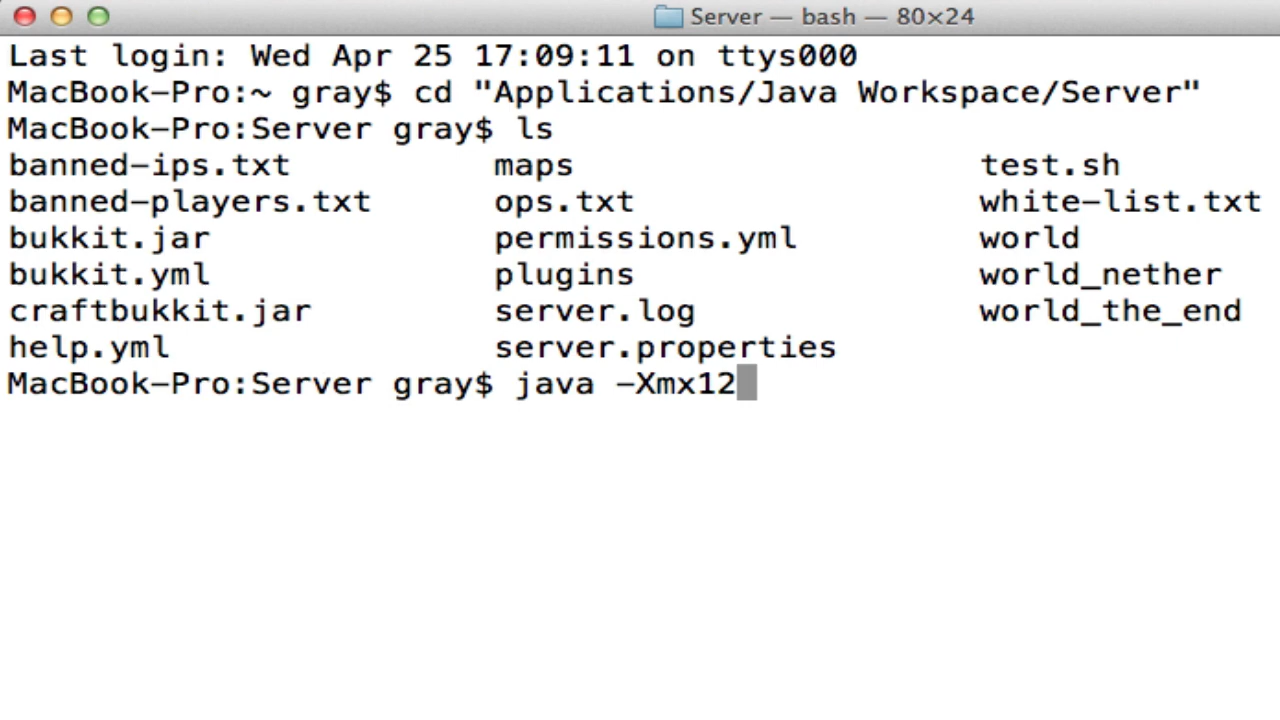 Server — bash — 80×24
Last login: Wed Apr 25 17:09:11 on ttys000
MacBook-Pro:~ gray$ cd "Applications/Java Workspace/Server"
MacBook-Pro:Server gray$ ls
banned-ips.txt maps test.sh
banned-players.txt ops.txt white-list.txt
bukkit.jar permissions.yml world
bukkit.yml plugins world_nether
craftbukkit.jar server.log world_the_end
help.yml server.properties
MacBook-Pro:Server gray$ java -Xmx12